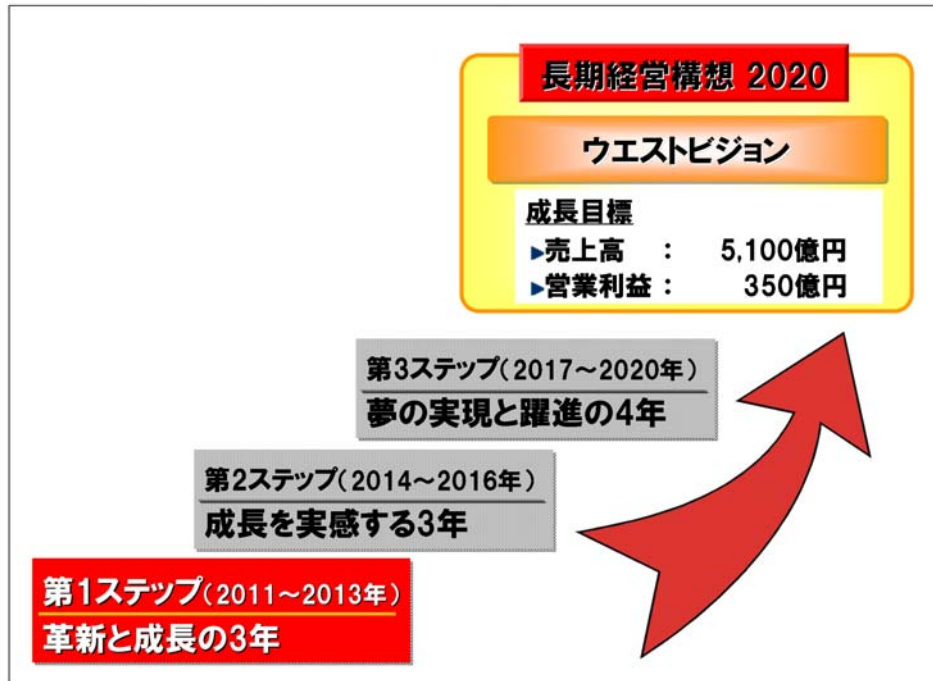 長期経営構想 2020
ウエストビジョン
成長目標
►売上高 : 5,100億円
►営業利益: 350億円
第3ステップ(2017～2020年)
夢の実現と躍進の4年
第2ステップ(2014～2016年)
成長を実感する3年
第1ステップ(2011～2013年)
革新と成長の3年